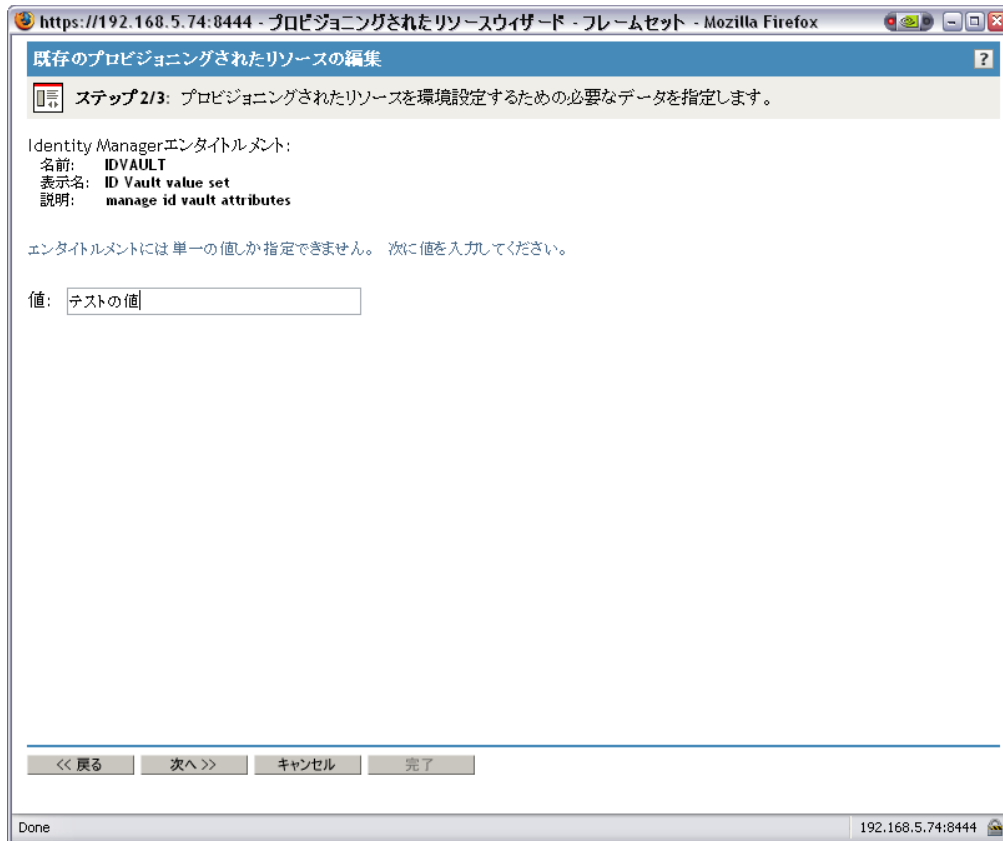 https://192.168.5.74:8444 - プロビジョニングされたリソースウィザード - フレームセット - Mozilla Firefox
既存のプロビジョニングされたリソースの編集
?
ステップ2/3: プロビジョニングされたリソースを環境設定するための必要なデータを指定します。
Identity Managerエンタイトルメント:
名前: IDVAULT
表示名: ID Vault value set
説明: manage id vault attributes
エンタイトルメントには単一の値しか指定できません。 次に値を入力してください。
値: テストの値
<< 戻る 次へ >> キャンセル 完了
Done 192.168.5.74:8444